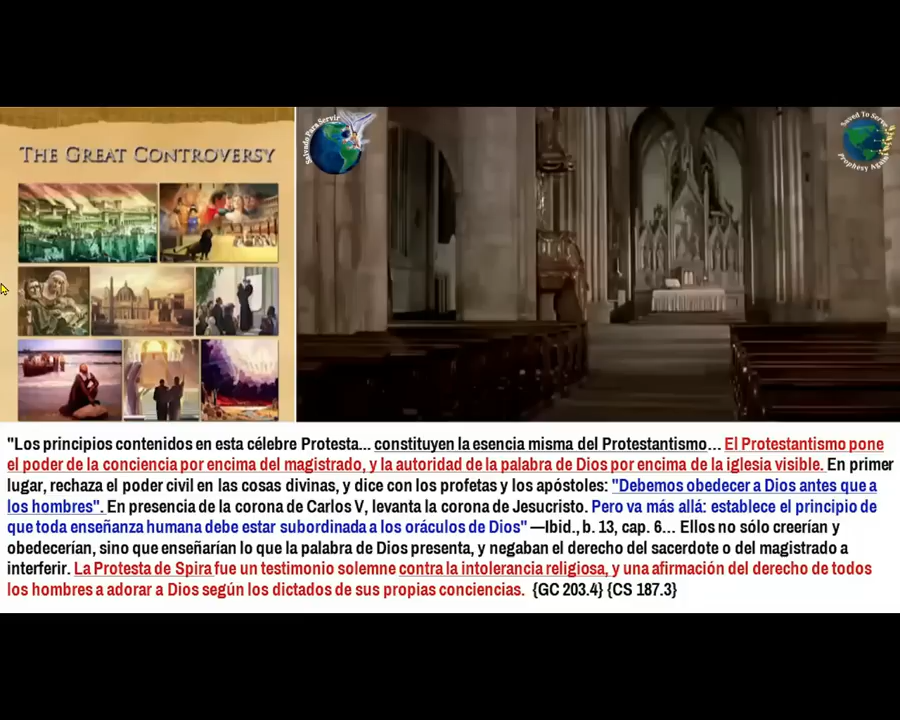 THE GREAT CONTROVERSY
Salvado Para Servir
Saved To Serve
Prophesy Again
"Los principios contenidos en esta célebre Protesta... constituyen la esencia misma del Protestantismo... El Protestantismo pone
el poder de la conciencia por encima del magistrado, y la autoridad de la palabra de Dios por encima de la iglesia visible. En primer
lugar, rechaza el poder civil en las cosas divinas, y dice con los profetas y los apóstoles: "Debemos obedecer a Dios antes que a
los hombres". En presencia de la corona de Carlos V, levanta la corona de Jesucristo. Pero va más allá: establece el principio de
que toda enseñanza humana debe estar subordinada a los oráculos de Dios" —Ibid., b. 13, cap. 6... Ellos no sólo creerían y
obedecerían, sino que enseñarían lo que la palabra de Dios presenta, y negaban el derecho del sacerdote o del magistrado a
interferir. La Protesta de Spira fue un testimonio solemne contra la intolerancia religiosa, y una afirmación del derecho de todos
los hombres a adorar a Dios según los dictados de sus propias conciencias. {GC 203.4} {CS 187.3}